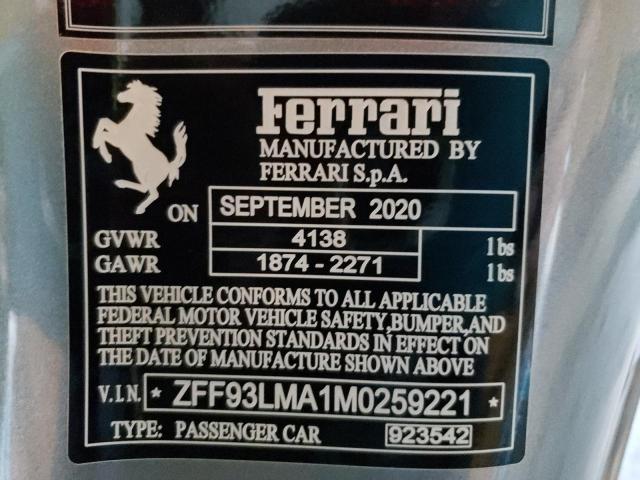 Ferrari
MANUFACTURED BY
FERRARI S.p.A.
ON SEPTEMBER 2020
GVWR 4138 lbs
GAWR 1874 - 2271 lbs
THIS VEHICLE CONFORMS TO ALL APPLICABLE
FEDERAL MOTOR VEHICLE SAFETY,BUMPER,AND
THEFT PREVENTION STANDARDS IN EFFECT ON
THE DATE OF MANUFACTURE SHOWN ABOVE
V.I.N. * ZFF93LMA1M0259221 *
TYPE: PASSENGER CAR 923542